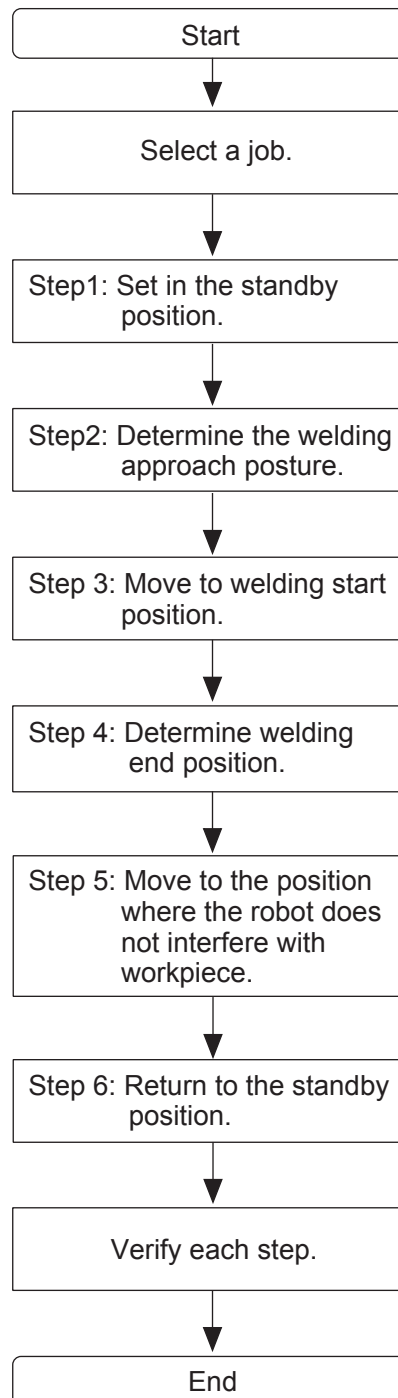 Start
Select a job.
Step1: Set in the standby
position.
Step2: Determine the welding
approach posture.
Step 3: Move to welding start
position.
Step 4: Determine welding
end position.
Step 5: Move to the position
where the robot does
not interfere with
workpiece.
Step 6: Return to the standby
position.
Verify each step.
End